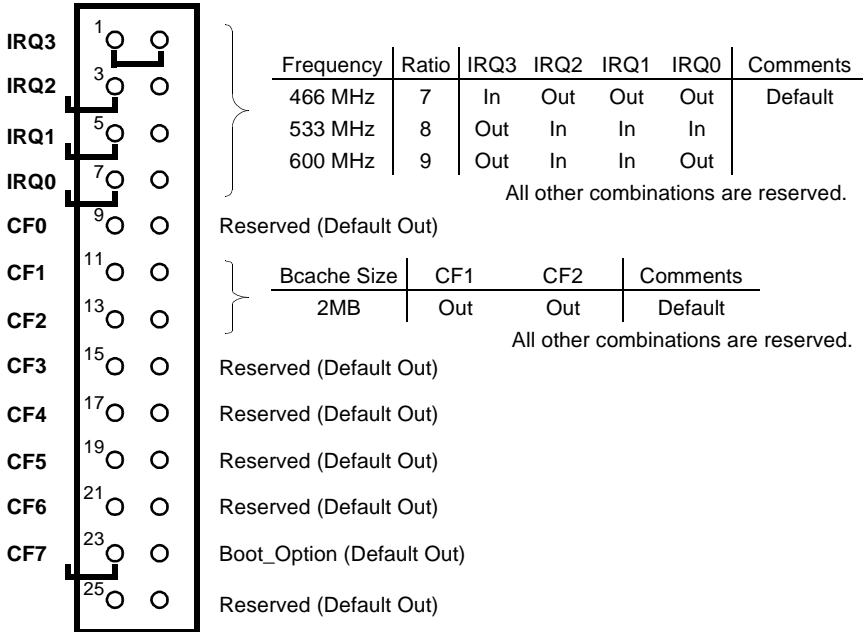 IRQ3 1
Frequency Ratio IRQ3 IRQ2 IRQ1 IRQ0 Comments
IRQ2 3
466 MHz 7 In Out Out Out Default
IRQ1 5
533 MHz 8 Out In In In
600 MHz 9 Out In In Out
IRQ0 7
All other combinations are reserved.
CF0 9 Reserved (Default Out)
CF1 11
Bcache Size CF1 CF2 Comments
2MB Out Out Default
CF2 13
All other combinations are reserved.
CF3 15 Reserved (Default Out)
CF4 17 Reserved (Default Out)
CF5 19 Reserved (Default Out)
CF6 21 Reserved (Default Out)
CF7 23 Boot_Option (Default Out)
25 Reserved (Default Out)